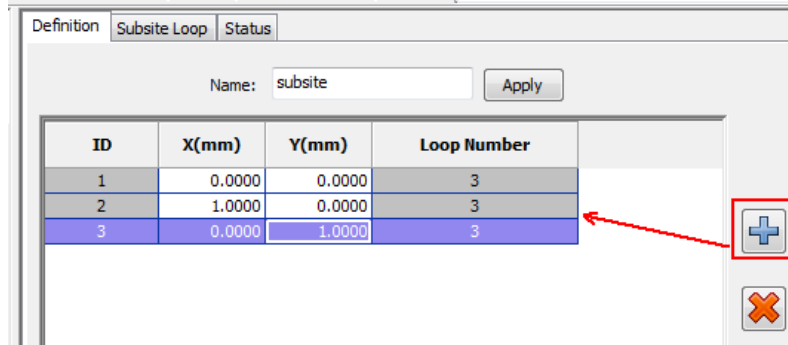 Definition Subsite Loop Status
Name: subsite Apply
ID X(mm) Y(mm) Loop Number
1 0.0000 0.0000 3
2 1.0000 0.0000 3
3 0.0000 1.0000 3